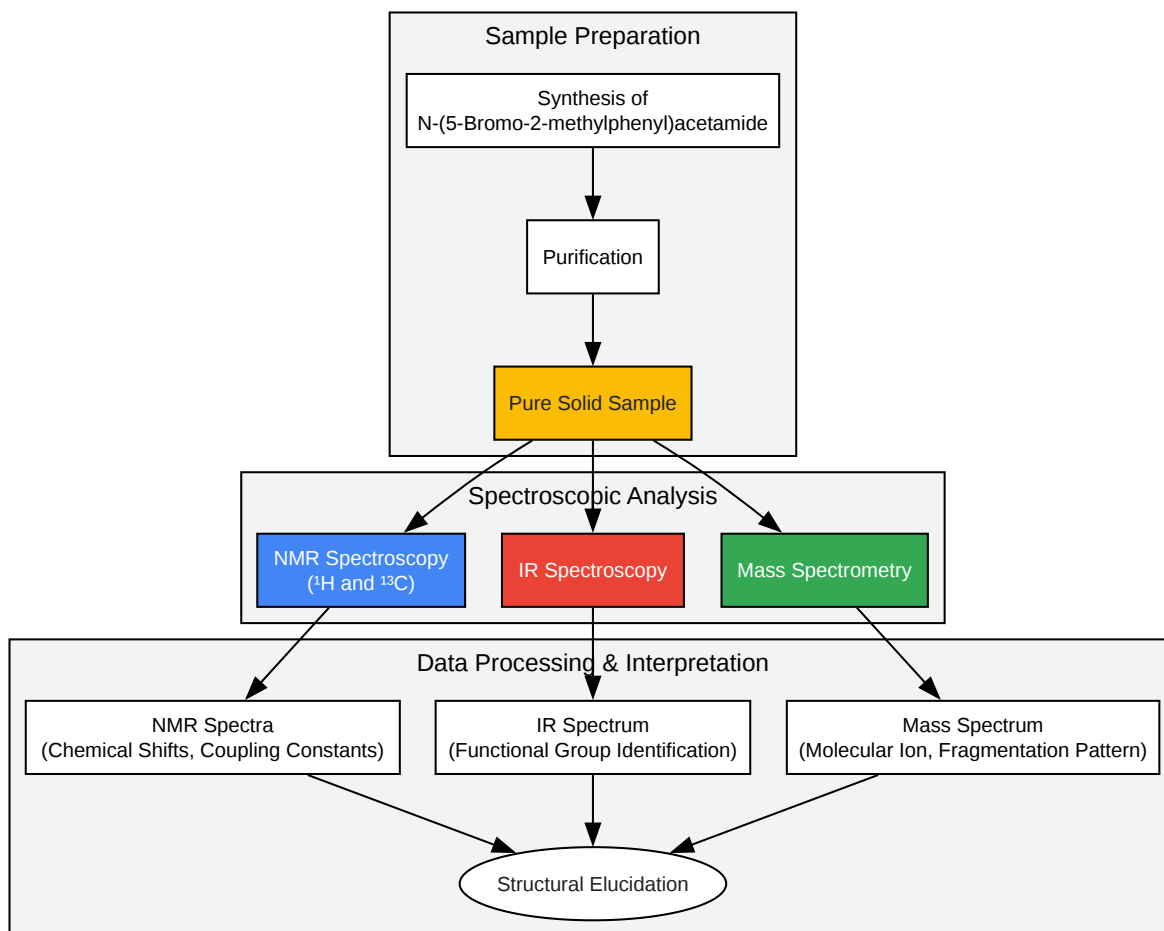 Sample Preparation
Synthesis of
N-(5-Bromo-2-methylphenyl)acetamide
Purification
Pure Solid Sample
Spectroscopic Analysis
NMR Spectroscopy
(¹H and ¹³C)
IR Spectroscopy
Mass Spectrometry
Data Processing & Interpretation
NMR Spectra
(Chemical Shifts, Coupling Constants)
IR Spectrum
(Functional Group Identification)
Mass Spectrum
(Molecular Ion, Fragmentation Pattern)
Structural Elucidation